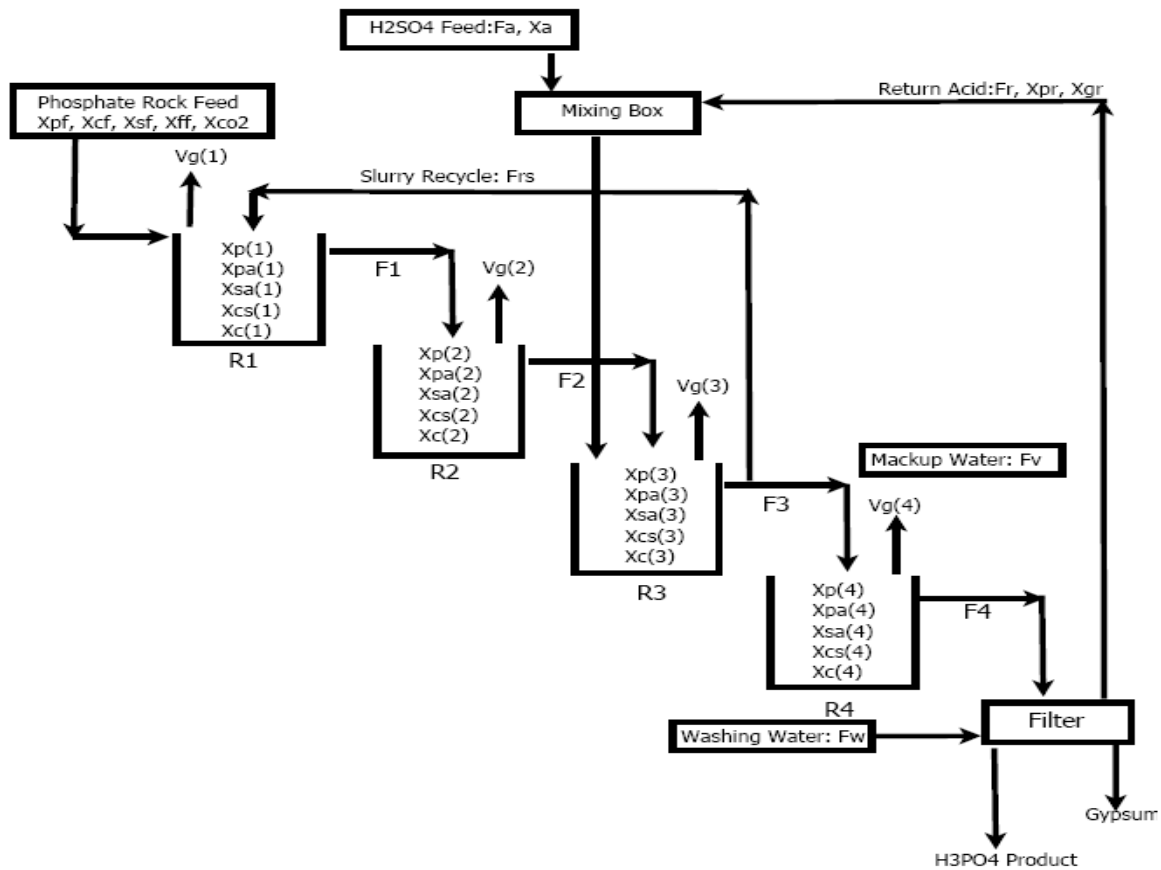 H2SO4 Feed:Fa, Xa
Phosphate Rock Feed
Xpf, Xcf, Xsf, Xff, Xco2
Return Acid:Fr, Xpr, Xgr
Mixing Box
Vg(1)
Slurry Recycle: Frs
Xp(1)
Xpa(1)
Xsa(1)
Xcs(1)
Xc(1)
R1
F1
Vg(2)
Xp(2)
Xpa(2)
Xsa(2)
Xcs(2)
Xc(2)
R2
F2
Vg(3)
Xp(3)
Xpa(3)
Xsa(3)
Xcs(3)
Xc(3)
R3
F3
Mackup Water: Fv
Vg(4)
Xp(4)
Xpa(4)
Xsa(4)
Xcs(4)
Xc(4)
R4
F4
Washing Water: Fw
Filter
Gypsum
H3PO4 Product